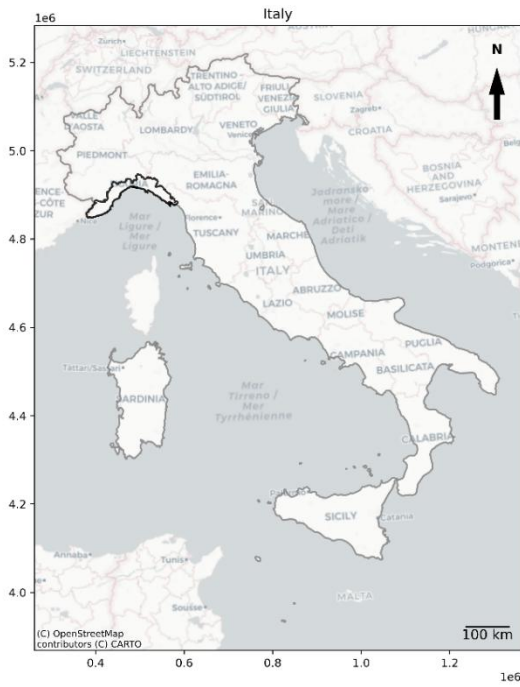 Italy
1e6
5.2
5.0
4.8
4.6
4.4
4.2
4.0
N
Zurich
LIECHTENSTEIN
SWITZERLAND
TRENTINO -
ALTO ADIGE/
SÜDTIROL
FRIULI
VENEZIA
GIULIA
SLOVENIA
HUNGARY
Zagreb
CROATIA
LOMBARDY
VENETO
Venice
PIEDMONT
EMILIA-
ROMAGNA
BOSNIA
AND
HERZEGOVINA
Sarajevo
Mar
Ligure /
Mer
Ligure
Nice
Florence
SAN
MARINO
TUSCANY
MARCHE
Jadransko
more / Mare
Adriatico /
Deti
Adriatik
UMBRIA
ITALY
MONTEN
Podgorica
ABRUZZO
LAZIO
MOLISE
PUGLIA
CAMPANIA
BASILICATA
Tattari/Sassari
SARDINIA
Mar
Tirreno /
Mer
Tyrrhénienne
CALABRIA
SICILY
Catania
Annaba
Tunis
Sousse
MALTA
(C) OpenStreetMap
contributors (C) CARTO
100 km
0.4
0.6
0.8
1.0
1.2
1e6